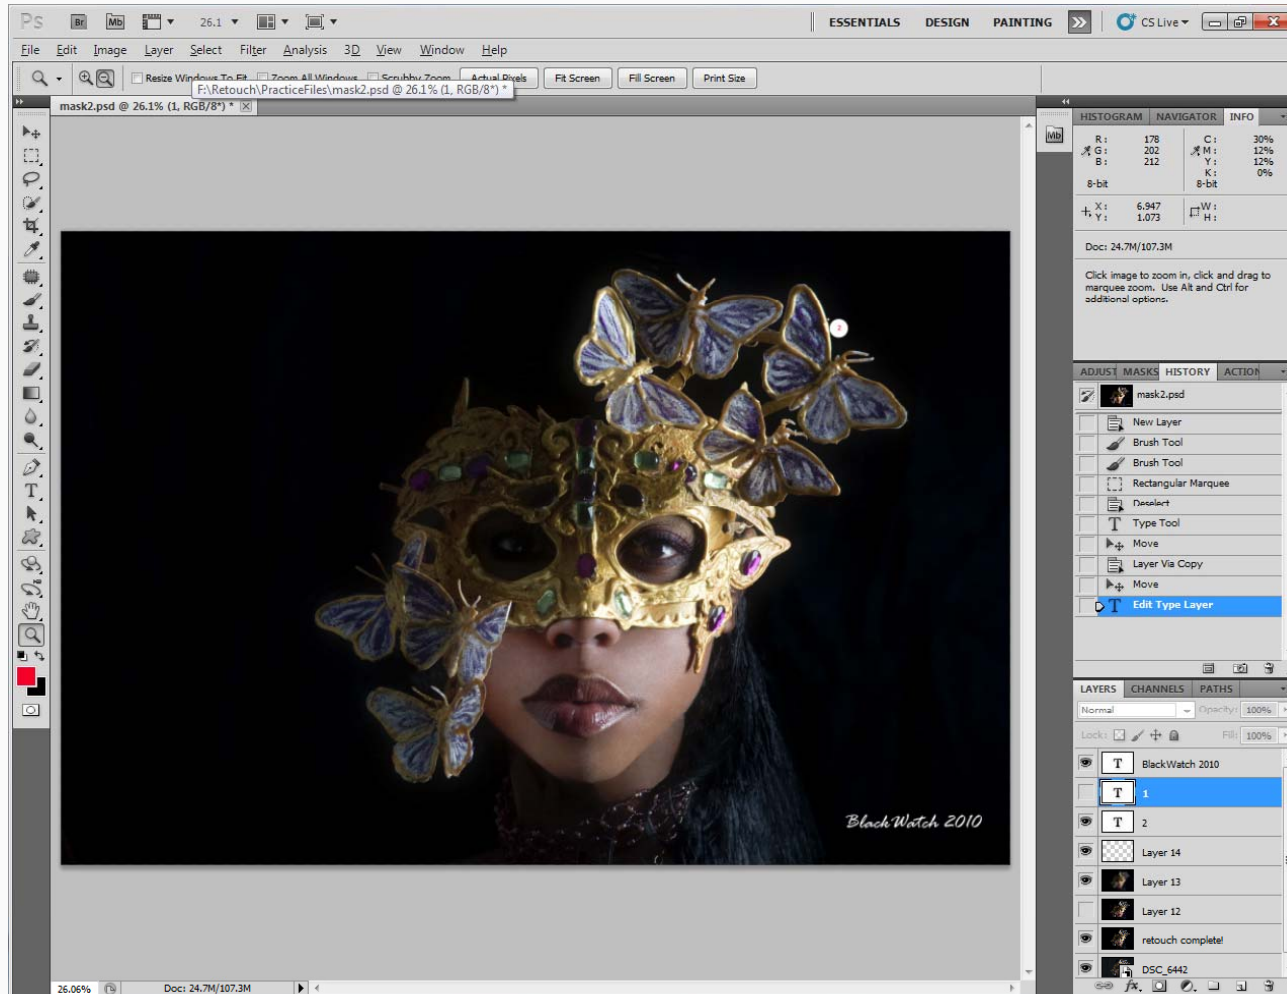 Ps Br Mb 26.1 ESSENTIALS DESIGN PAINTING CS Live
File Edit Image Layer Select Filter Analysis 3D View Window Help
Resize Windows To Fit Zoom All Windows Scrubby Zoom Actual Pixels Fit Screen Fill Screen Print Size
F:\Retouch\PracticeFiles\mask2.psd @ 26.1% (1, RGB/8*) *
mask2.psd @ 26.1% (1, RGB/8*) *
2
BlackWatch 2010
26.06% Doc: 24.7M/107.3M
Mb
HISTOGRAM NAVIGATOR INFO
R: 178 C: 30%
G: 202 M: 12%
B: 212 Y: 12%
K: 0%
8-bit 8-bit
X: 6.947 W:
Y: 1.073 H:
Doc: 24.7M/107.3M
Click image to zoom in, click and drag to
marquee zoom. Use Alt and Ctrl for
additional options.
ADJUST MASKS HISTORY ACTION
mask2.psd
New Layer
Brush Tool
Brush Tool
Rectangular Marquee
Deselect
Type Tool
Move
Layer Via Copy
Move
Edit Type Layer
LAYERS CHANNELS PATHS
Normal Opacity: 100%
Lock: Fill: 100%
T BlackWatch 2010
T 1
T 2
Layer 14
Layer 13
Layer 12
retouch complete!
DSC_6442
fx